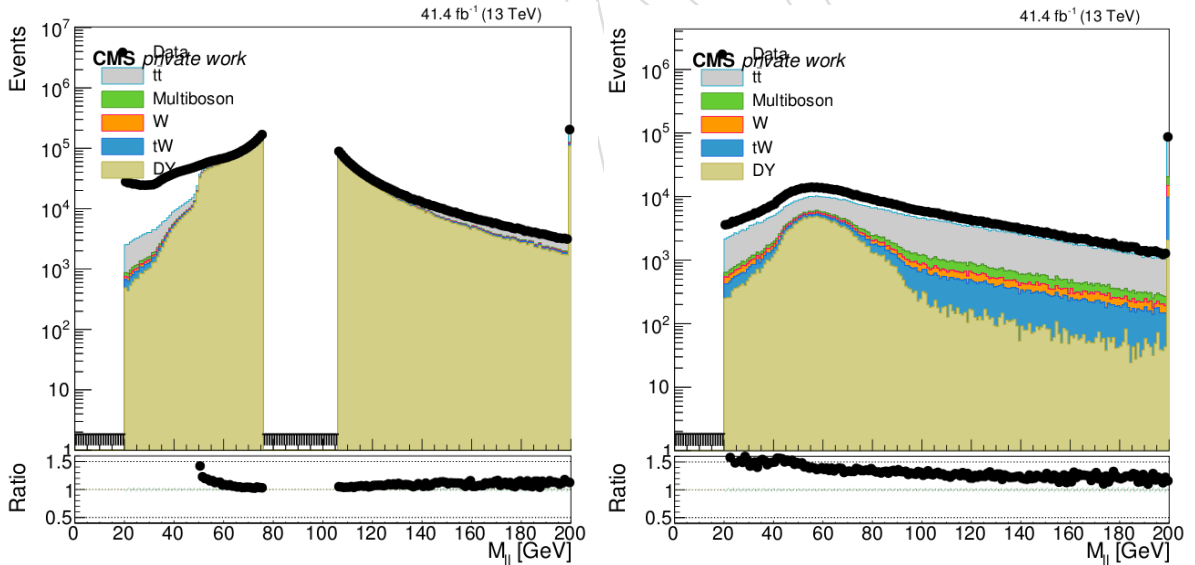 41.4 fb⁻¹ (13 TeV)
Events
10⁷
10⁶
10⁵
10⁴
10³
10²
10
1
CMS private work
Data
tt
Multiboson
W
tW
DY
Ratio
1.5
1
0.5
0 20 40 60 80 100 120 140 160 180 200
M_ll [GeV]
41.4 fb⁻¹ (13 TeV)
Events
10⁶
10⁵
10⁴
10³
10²
10
1
CMS private work
Data
tt
Multiboson
W
tW
DY
Ratio
1.5
1
0.5
0 20 40 60 80 100 120 140 160 180 200
M_ll [GeV]